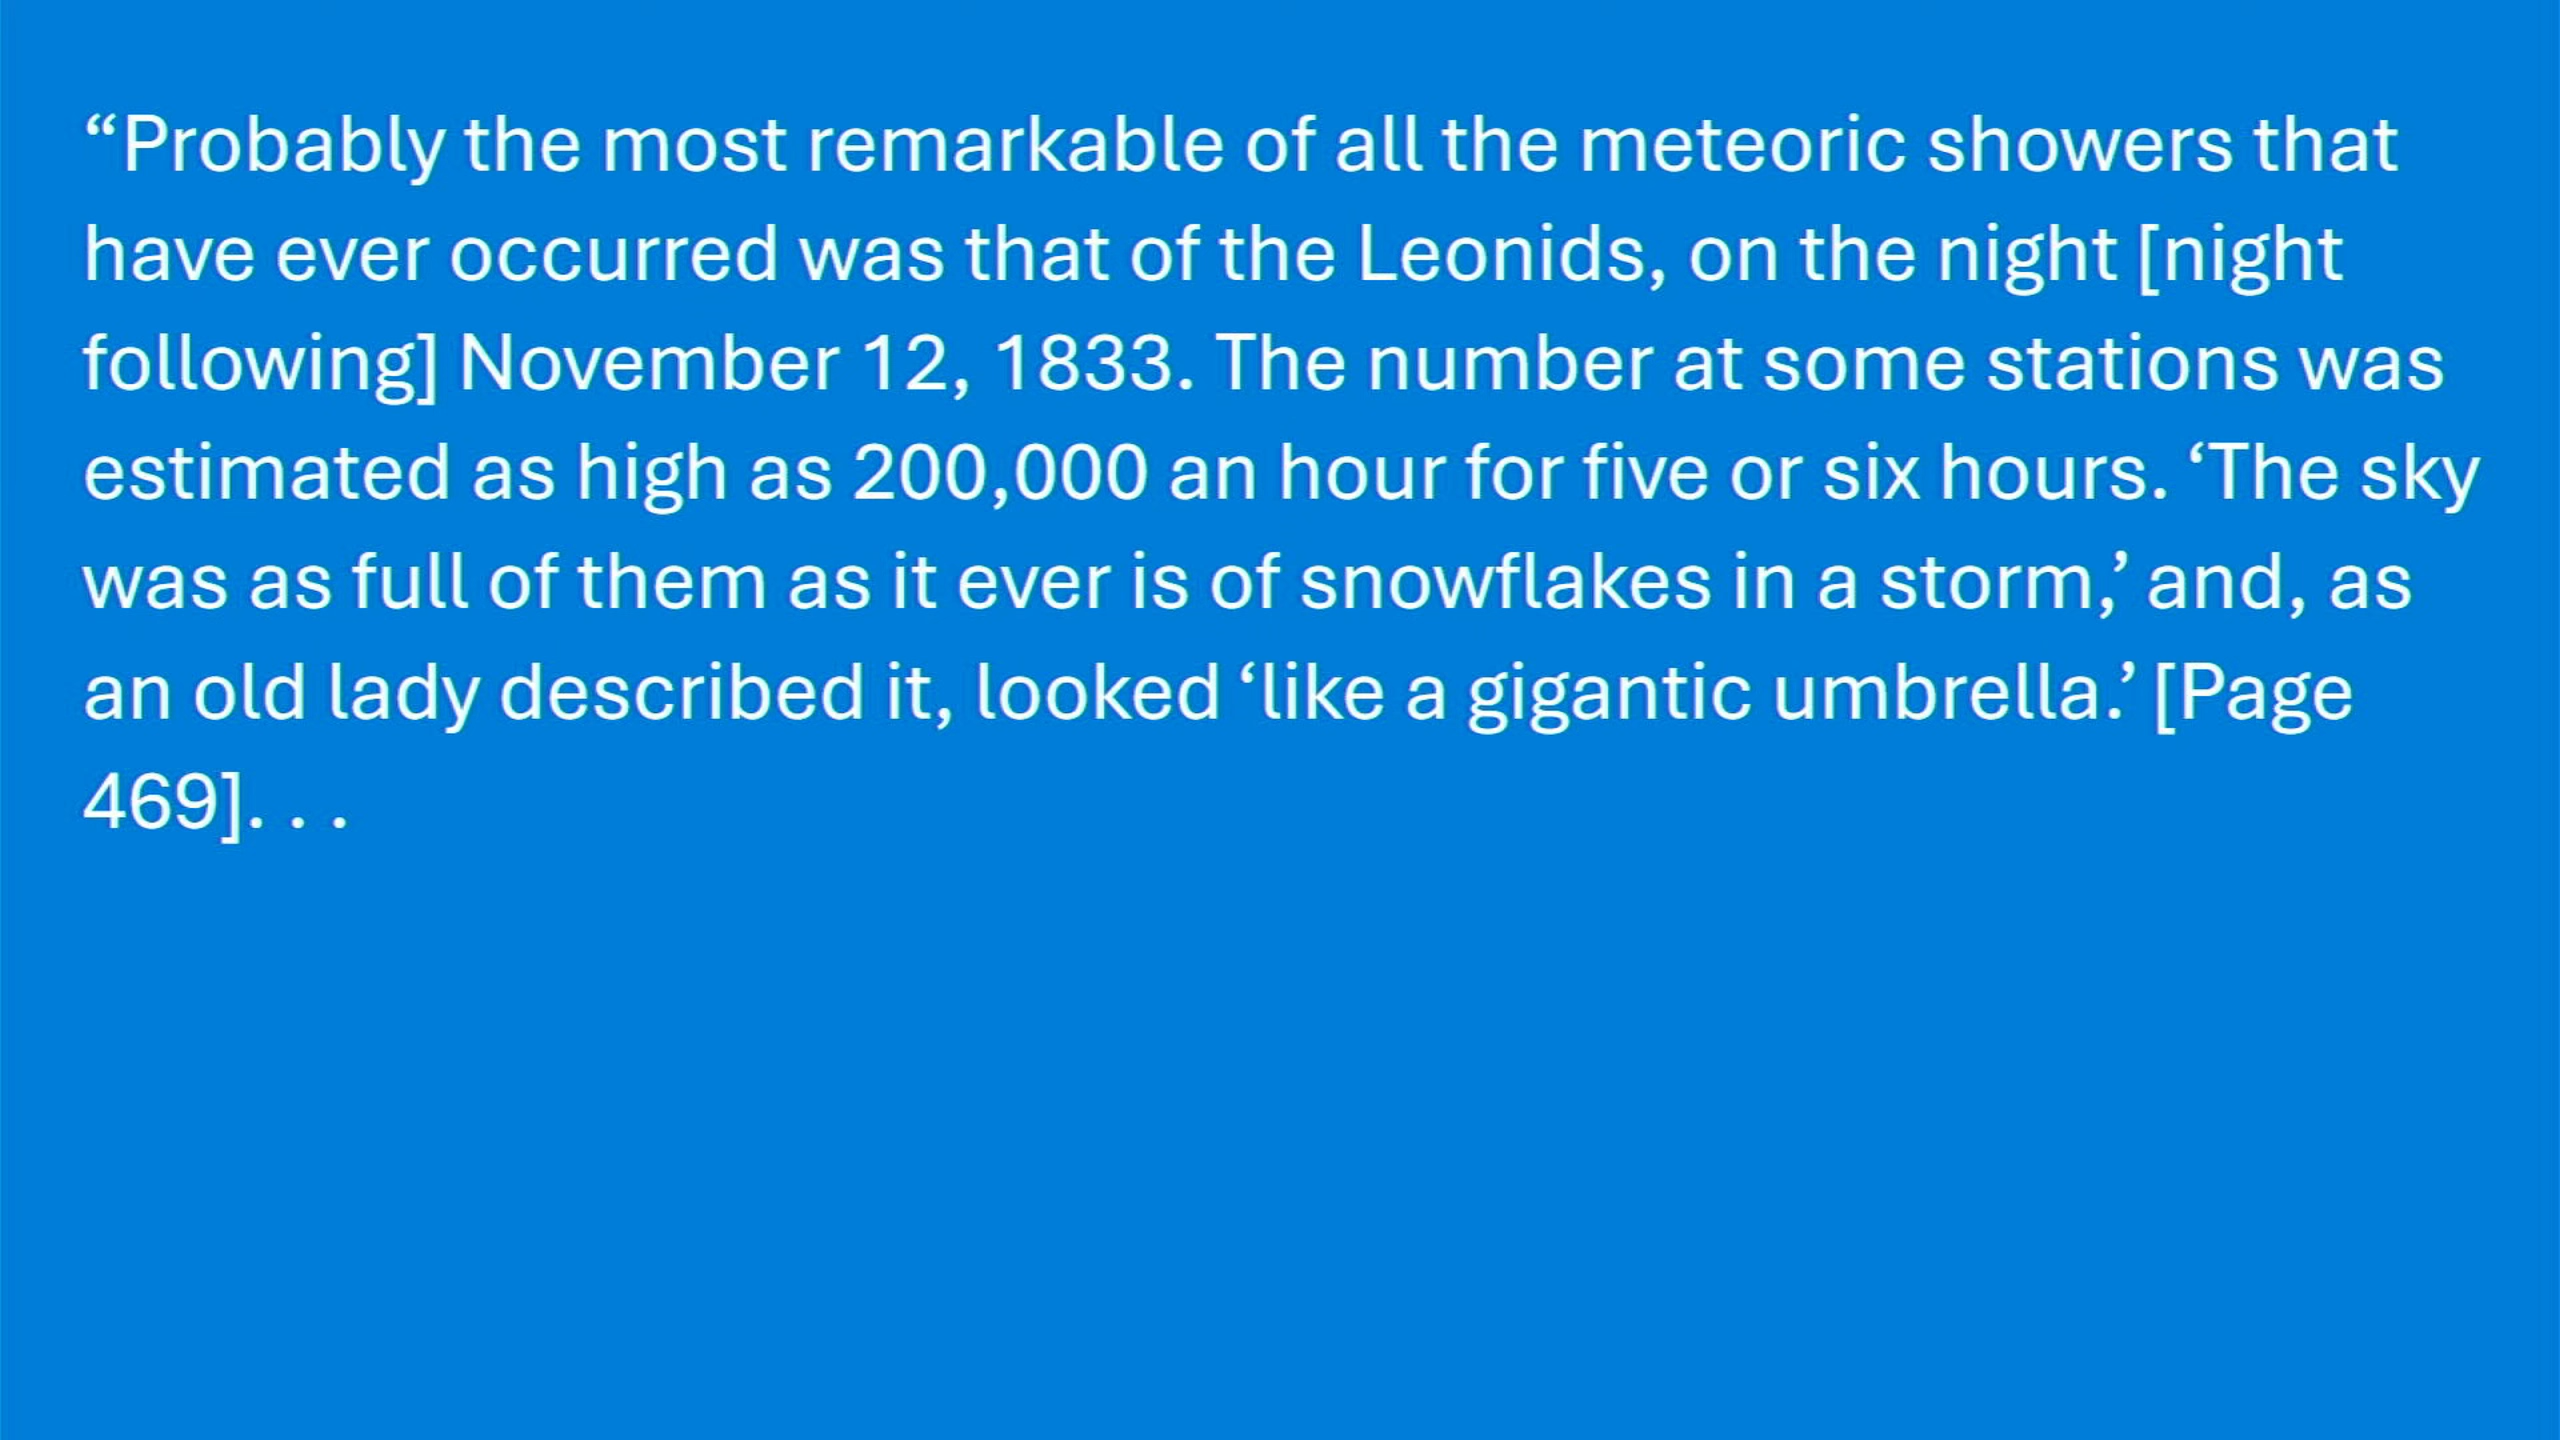 “Probably the most remarkable of all the meteoric showers that
have ever occurred was that of the Leonids, on the night [night
following] November 12, 1833. The number at some stations was
estimated as high as 200,000 an hour for five or six hours. ‘The sky
was as full of them as it ever is of snowflakes in a storm,’ and, as
an old lady described it, looked ‘like a gigantic umbrella.’ [Page
469]. . .